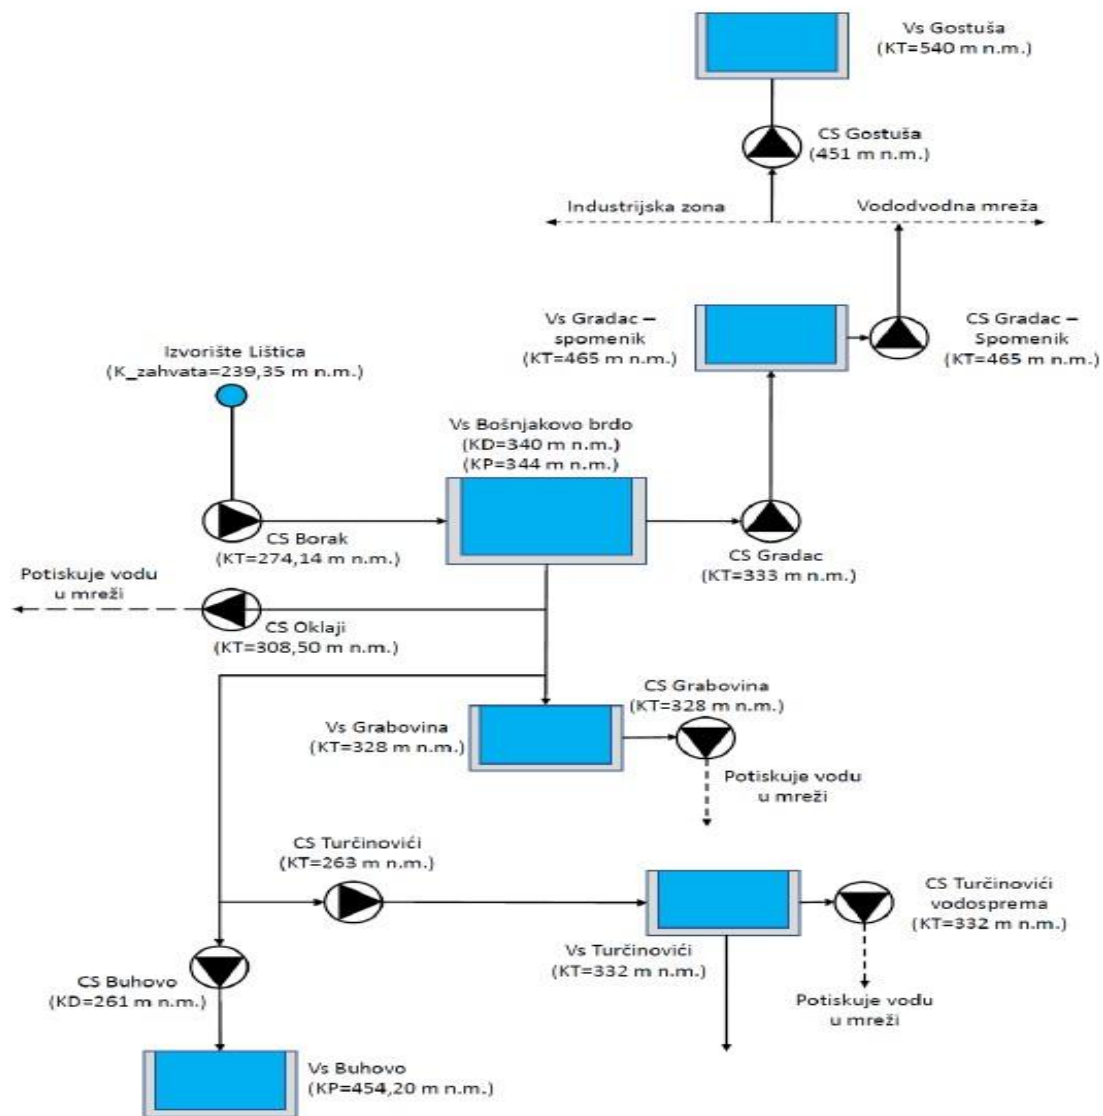 Vs Gostuša
(KT=540 m n.m.)
CS Gostuša
(451 m n.m.)
Industrijska zona
Vododvodna mreža
Vs Gradac –
spomenik
(KT=465 m n.m.)
CS Gradac –
Spomenik
(KT=465 m n.m.)
Izvorište Lištica
(K_zahvata=239,35 m n.m.)
Vs Bošnjakovo brdo
(KD=340 m n.m.)
(KP=344 m n.m.)
CS Borak
(KT=274,14 m n.m.)
CS Gradac
(KT=333 m n.m.)
Potiskuje vodu
u mreži
CS Oklaji
(KT=308,50 m n.m.)
CS Grabovina
(KT=328 m n.m.)
Vs Grabovina
(KT=328 m n.m.)
Potiskuje vodu
u mreži
CS Turčinovići
(KT=263 m n.m.)
CS Turčinovići
vodosprema
(KT=332 m n.m.)
Vs Turčinovići
(KT=332 m n.m.)
CS Buhovo
(KD=261 m n.m.)
Potiskuje vodu
u mreži
Vs Buhovo
(KP=454,20 m n.m.)